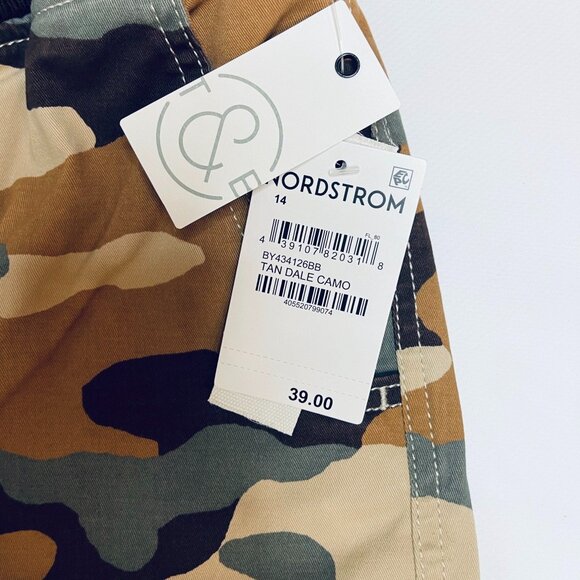 T & E
NORDSTROM
14
FL, 80
4 39107 82031 8
BY434126BB
TAN DALE CAMO
405520799074
39.00